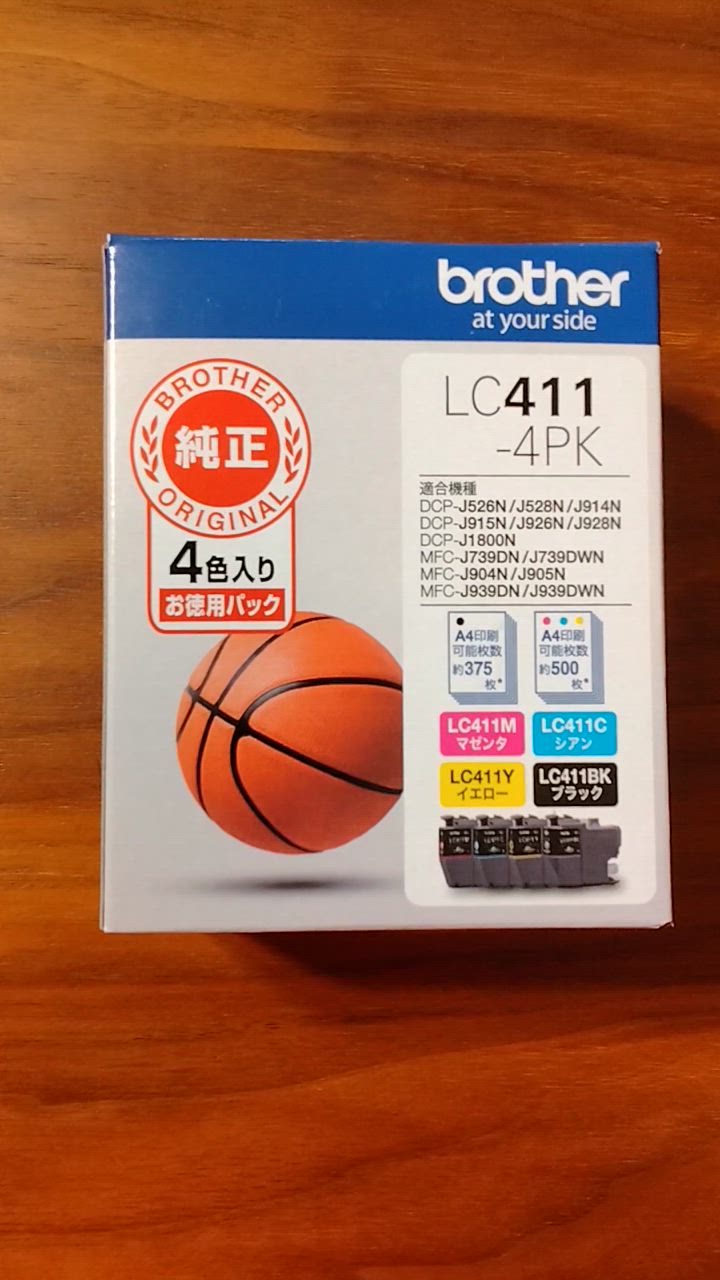 brother
at your side
BROTHER
純正
ORIGINAL
4色入り
お徳用パック
LC411
-4PK
適合機種
DCP-J526N/J528N/J914N
DCP-J915N/J926N/J928N
DCP-J1800N
MFC-J739DN/J739DWN
MFC-J904N/J905N
MFC-J939DN/J939DWN
A4印刷
可能枚数
約375
枚*
A4印刷
可能枚数
約500
枚*
LC411M
マゼンタ
LC411C
シアン
LC411Y
イエロー
LC411BK
ブラック